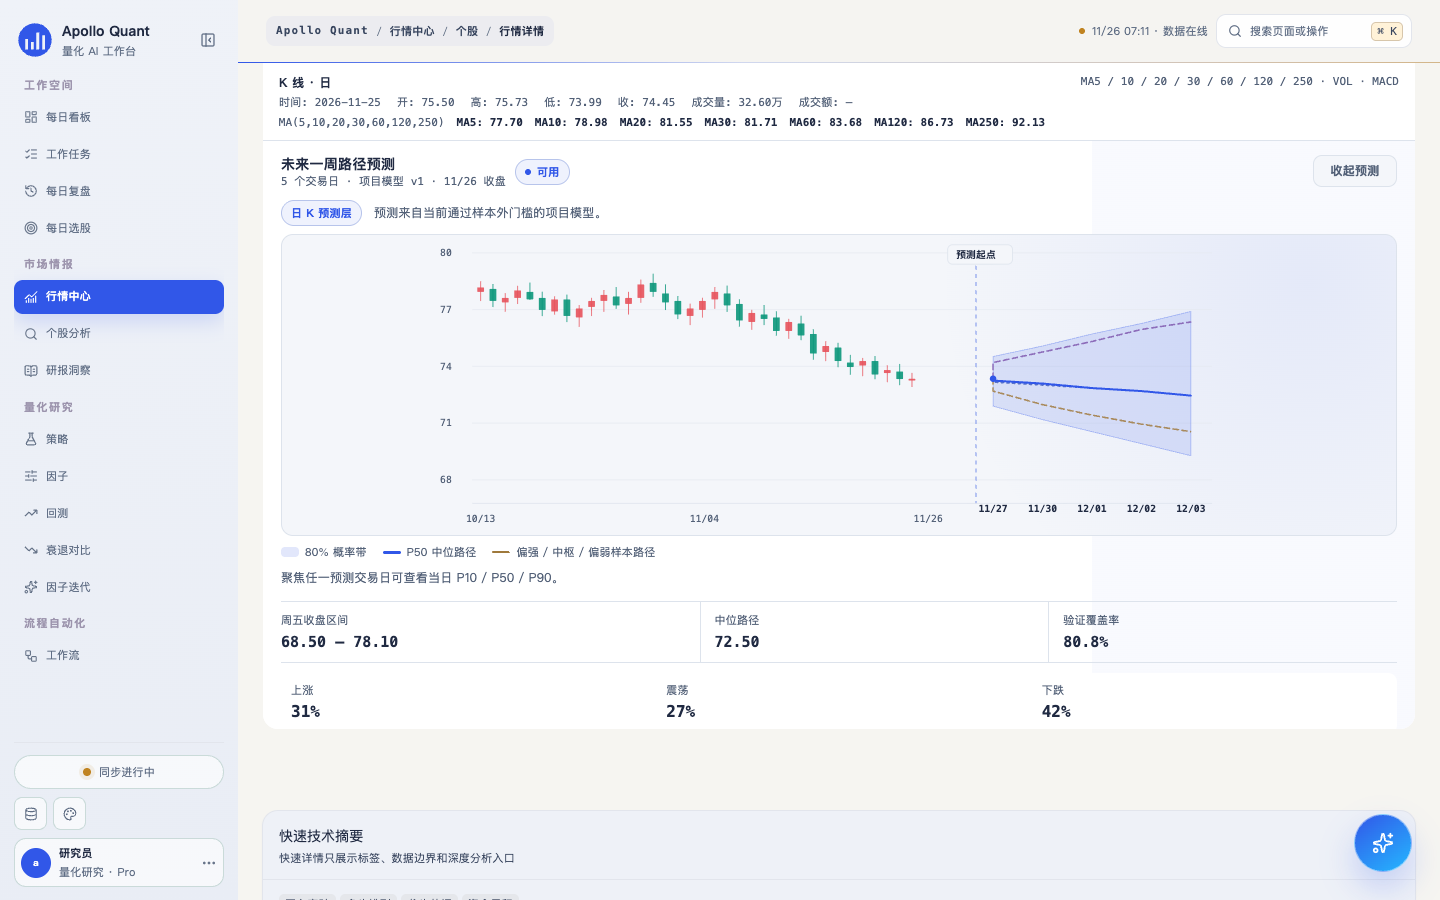 Apollo Quant
量化 AI 工作台
工作空间
每日看板
工作任务
每日复盘
每日选股
市场情报
行情中心
个股分析
研报洞察
量化研究
策略
因子
回测
衰退对比
因子迭代
流程自动化
工作流
同步进行中
a
研究员
量化研究 · Pro
Apollo Quant / 行情中心 / 个股 / 行情详情
11/26 07:11 · 数据在线
搜索页面或操作
⌘ K
K 线 · 日
MA5 / 10 / 20 / 30 / 60 / 120 / 250 · VOL · MACD
时间: 2026-11-25 开: 75.50 高: 75.73 低: 73.99 收: 74.45 成交量: 32.60万 成交额: —
MA(5,10,20,30,60,120,250) MA5: 77.70 MA10: 78.98 MA20: 81.55 MA30: 81.71 MA60: 83.68 MA120: 86.73 MA250: 92.13
未来一周路径预测
5 个交易日 · 项目模型 v1 · 11/26 收盘
可用
收起预测
日 K 预测层
预测来自当前通过样本外门槛的项目模型。
预测起点
80
77
74
71
68
10/13 11/04 11/26 11/27 11/30 12/01 12/02 12/03
80% 概率带 P50 中位路径 偏强 / 中枢 / 偏弱样本路径
聚焦任一预测交易日可查看当日 P10 / P50 / P90。
周五收盘区间
68.50 — 78.10
中位路径
72.50
验证覆盖率
80.8%
上涨
31%
震荡
27%
下跌
42%
快速技术摘要
快速详情只展示标签、数据边界和深度分析入口